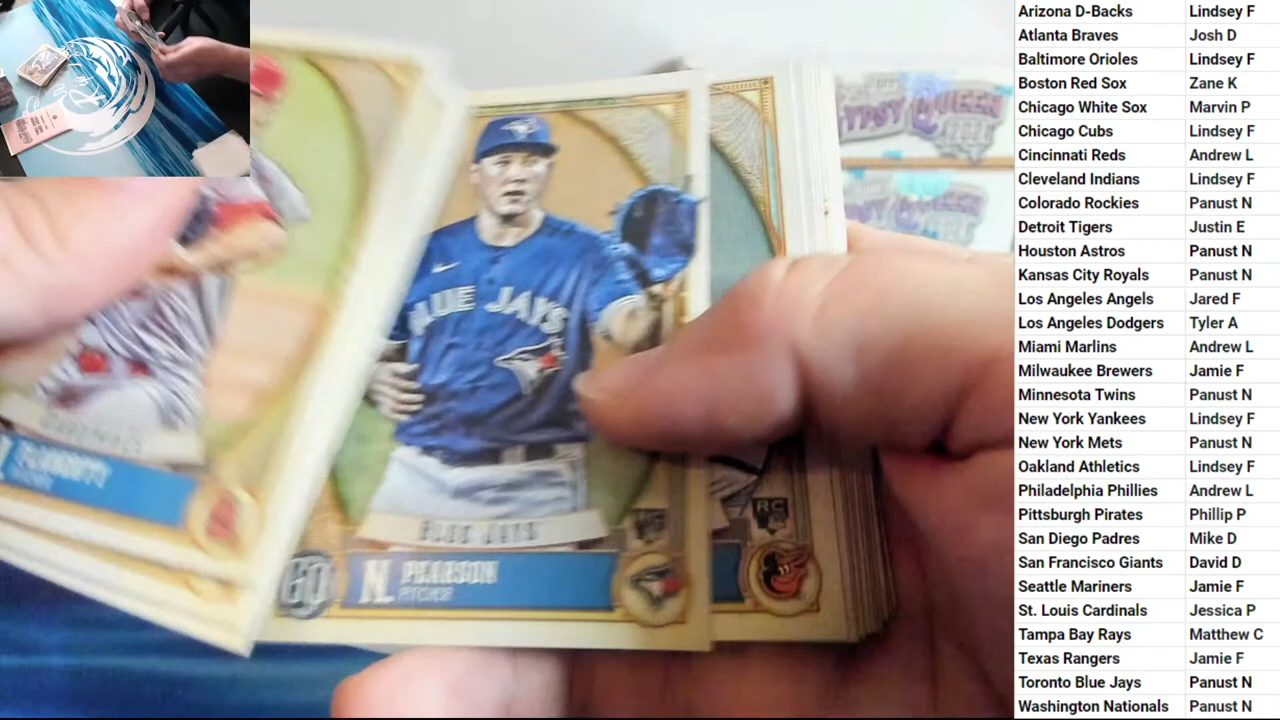 Arizona D-Backs Lindsey F
Atlanta Braves Josh D
Baltimore Orioles Lindsey F
Boston Red Sox Zane K
Chicago White Sox Marvin P
Chicago Cubs Lindsey F
Cincinnati Reds Andrew L
Cleveland Indians Lindsey F
Colorado Rockies Panust N
Detroit Tigers Justin E
Houston Astros Panust N
Kansas City Royals Panust N
Los Angeles Angels Jared F
Los Angeles Dodgers Tyler A
Miami Marlins Andrew L
Milwaukee Brewers Jamie F
Minnesota Twins Panust N
New York Yankees Lindsey F
New York Mets Panust N
Oakland Athletics Lindsey F
Philadelphia Phillies Andrew L
Pittsburgh Pirates Phillip P
San Diego Padres Mike D
San Francisco Giants David D
Seattle Mariners Jamie F
St. Louis Cardinals Jessica P
Tampa Bay Rays Matthew C
Texas Rangers Jamie F
Toronto Blue Jays Panust N
Washington Nationals Panust N
QUEEN
BLUE JAYS
RC
BLUE JAYS
N PEARSON